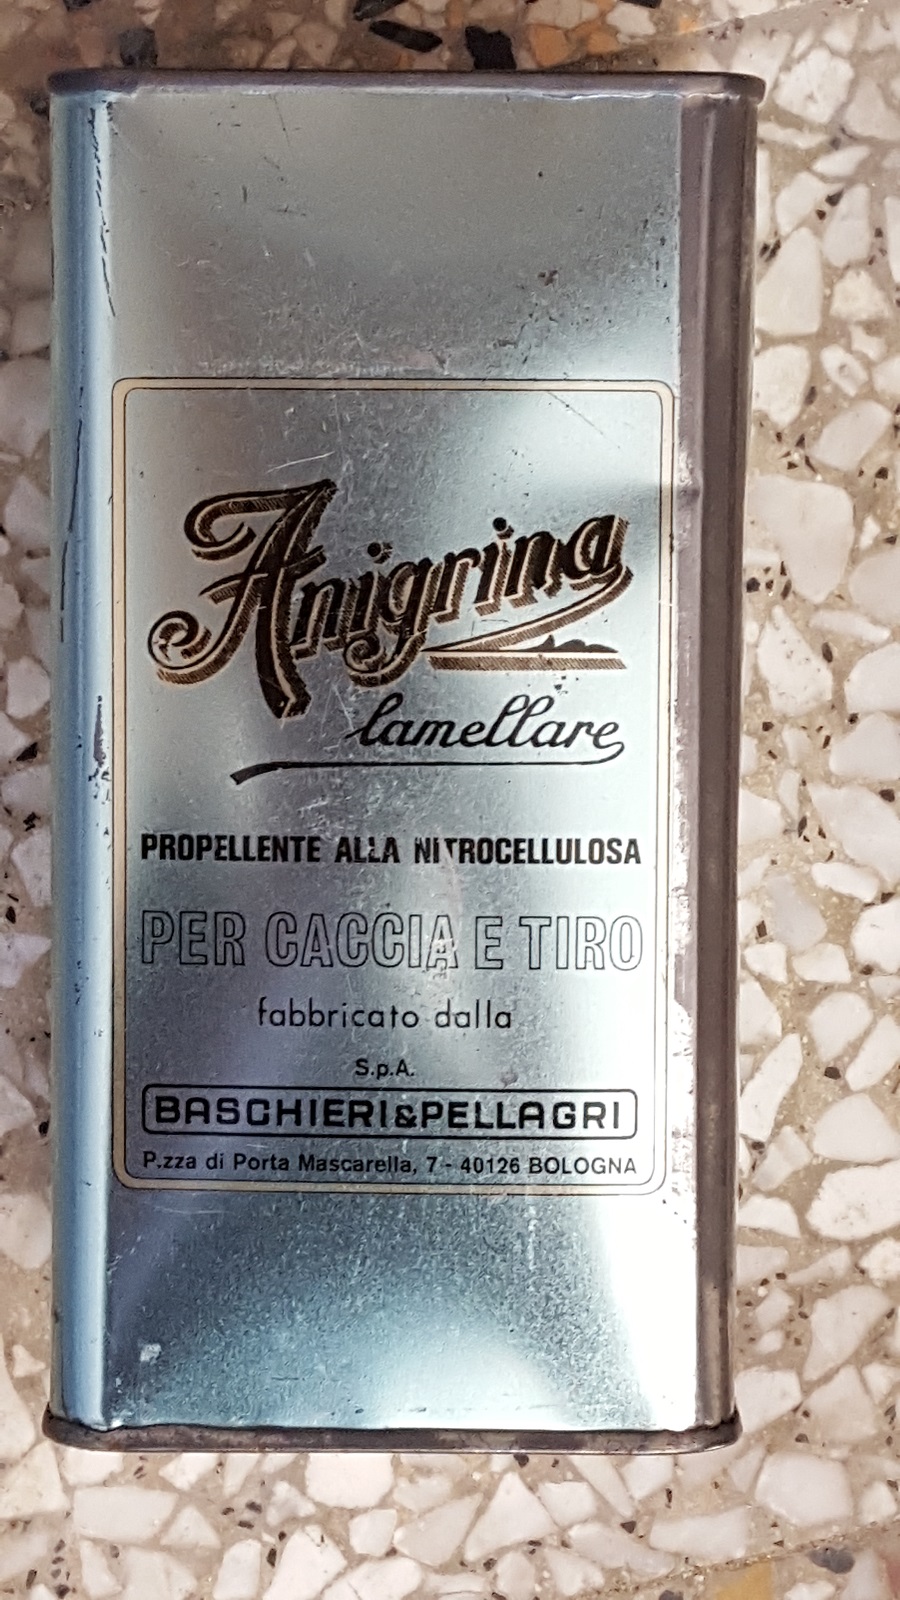 Anigrina
lamellare
PROPELLENTE ALLA NITROCELLULOSA
PER CACCIA E TIRO
fabbricato dalla
S.p.A.
BASCHIERI&PELLAGRI
P.zza di Porta Mascarella, 7 - 40126 BOLOGNA